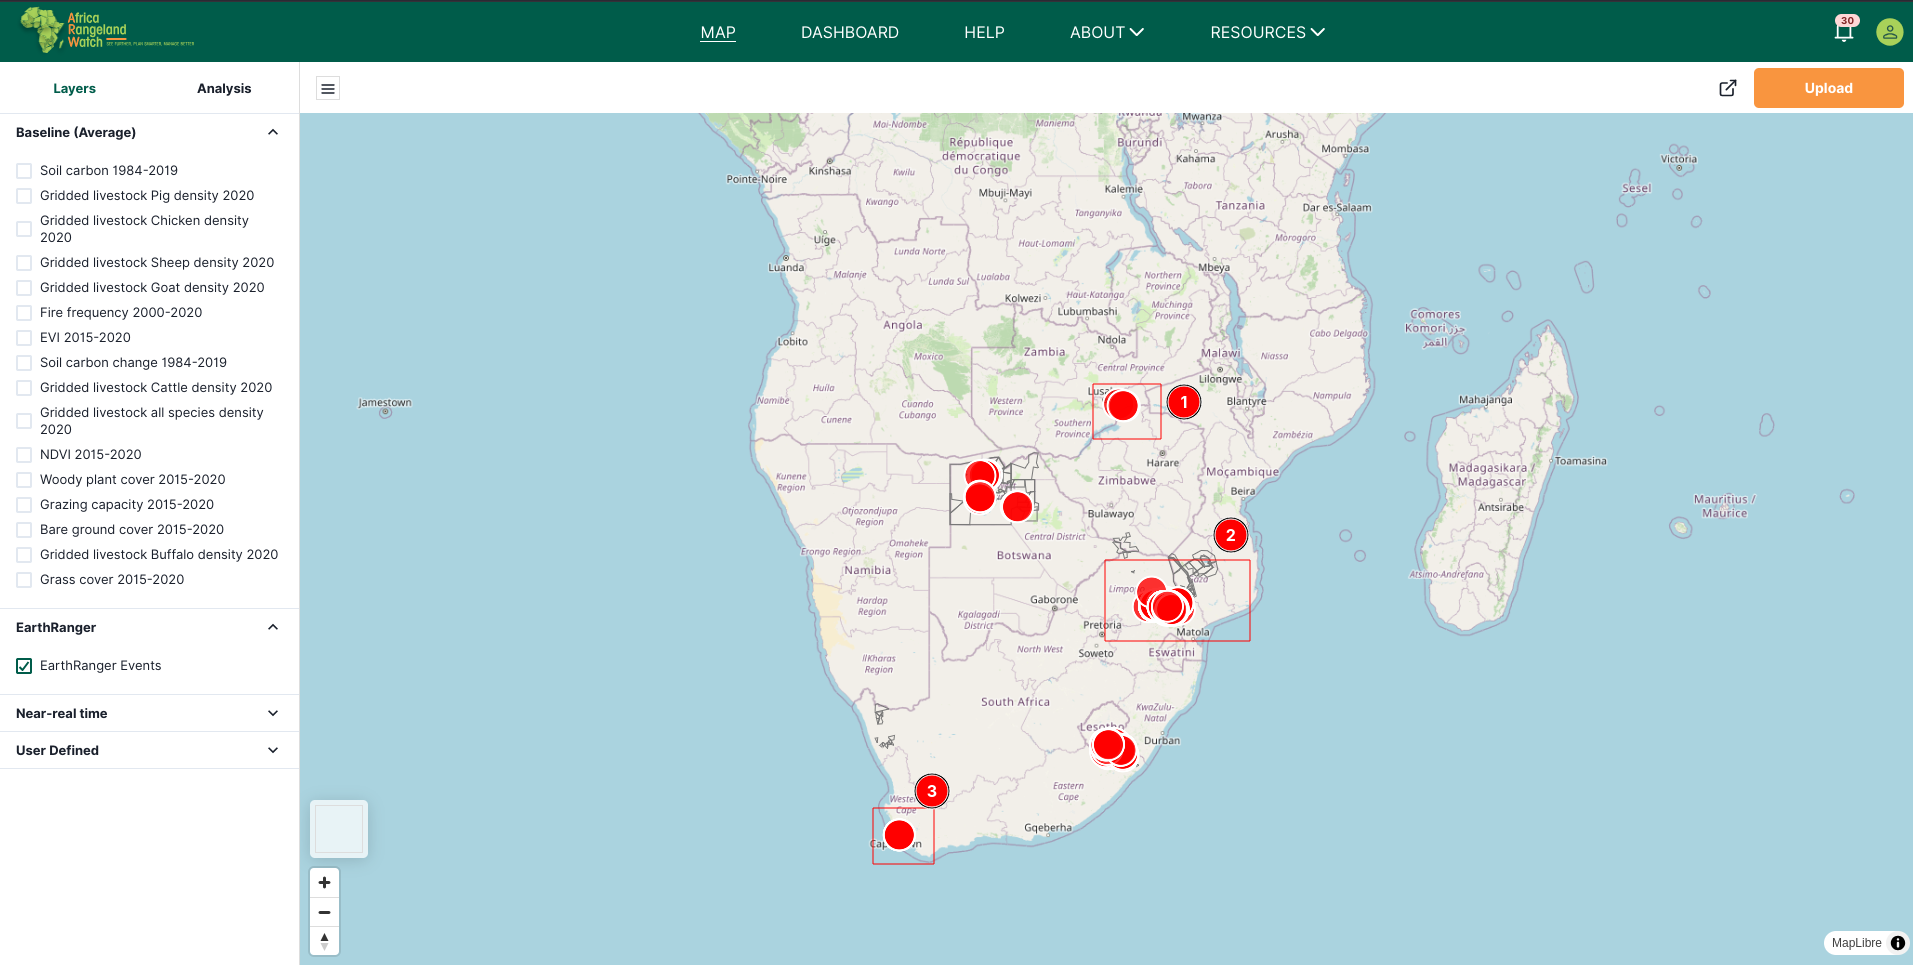 Africa
Rangeland
Watch
SEE FURTHER. PLAN SMARTER. MANAGE BETTER
MAP
DASHBOARD
HELP
ABOUT
RESOURCES
30
Layers
Analysis
Upload
Baseline (Average)
Soil carbon 1984-2019
Gridded livestock Pig density 2020
Gridded livestock Chicken density
2020
Gridded livestock Sheep density 2020
Gridded livestock Goat density 2020
Fire frequency 2000-2020
EVI 2015-2020
Soil carbon change 1984-2019
Gridded livestock Cattle density 2020
Gridded livestock all species density
2020
NDVI 2015-2020
Woody plant cover 2015-2020
Grazing capacity 2015-2020
Bare ground cover 2015-2020
Gridded livestock Buffalo density 2020
Grass cover 2015-2020
EarthRanger
EarthRanger Events
Near-real time
User Defined
Mai-Ndombe
Maniema
Rwanda
Mwanza
Arusha
Burundi
République
démocratique
du Congo
Mombasa
Kahama
Kinshasa
Pointe-Noire
Kwilu
Mbuji-Mayi
Kalemie
Tabora
Victoria
Sesel
Kwango
Tanganyika
Tanzania
Dar es-Salaam
Uíge
Lunda Norte
Haut-Lomami
Morogoro
Luanda
Malanje
Lunda Sul
Lualaba
Northern
Province
Mbeya
Kolwezi
Haut-Katanga
Lubumbashi
Muchinga
Province
Comores
Komori جزر
القمر
Angola
Lobito
Moxico
Zambia
Ndola
Malawi
Niassa
Cabo Delgado
Central Province
Lilongwe
Huíla
Jamestown
Namibe
Cuando
Cubango
Western
Province
Cunene
Southern
Province
1
Blantyre
Nampula
Mahajanga
Zambézia
Harare
Moçambique
Toamasina
Madagasikara /
Madagascar
Kunene
Region
Zimbabwe
Beira
Mauritius /
Maurice
Antsirabe
Otjozondjupa
Region
Bulawayo
Central District
2
Erongo Region
Omaheke
Region
Botswana
Namibia
Atsimo-Andrefana
Limpo
Gaborone
Hardap
Region
Kgalagadi
District
Pretoria
Matola
Soweto
Eswatini
North West
ǁKharas
Region
South Africa
KwaZulu-
Natal
Lesotho
Durban
3
Western
Cape
Eastern
Cape
Gqeberha
MapLibre